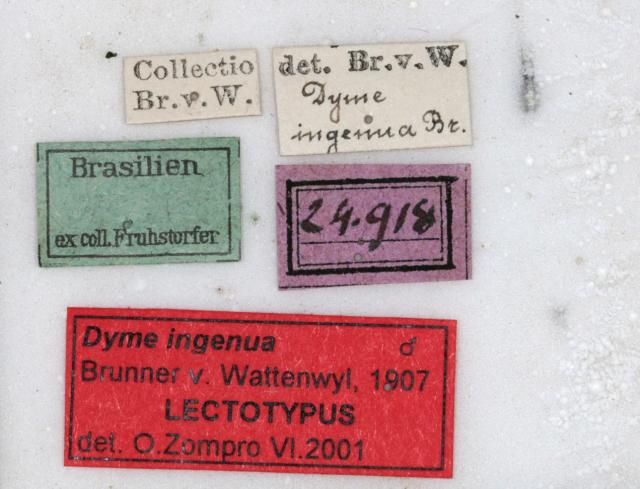 Collectio
Br.v.W.
det. Br.v.W.
Dyme
ingenua Br.
Brasilien
ex coll. Fruhstorfer
24.918
Dyme ingenua ♂
Brunner v. Wattenwyl, 1907
LECTOTYPUS
det. O.Zompro VI.2001